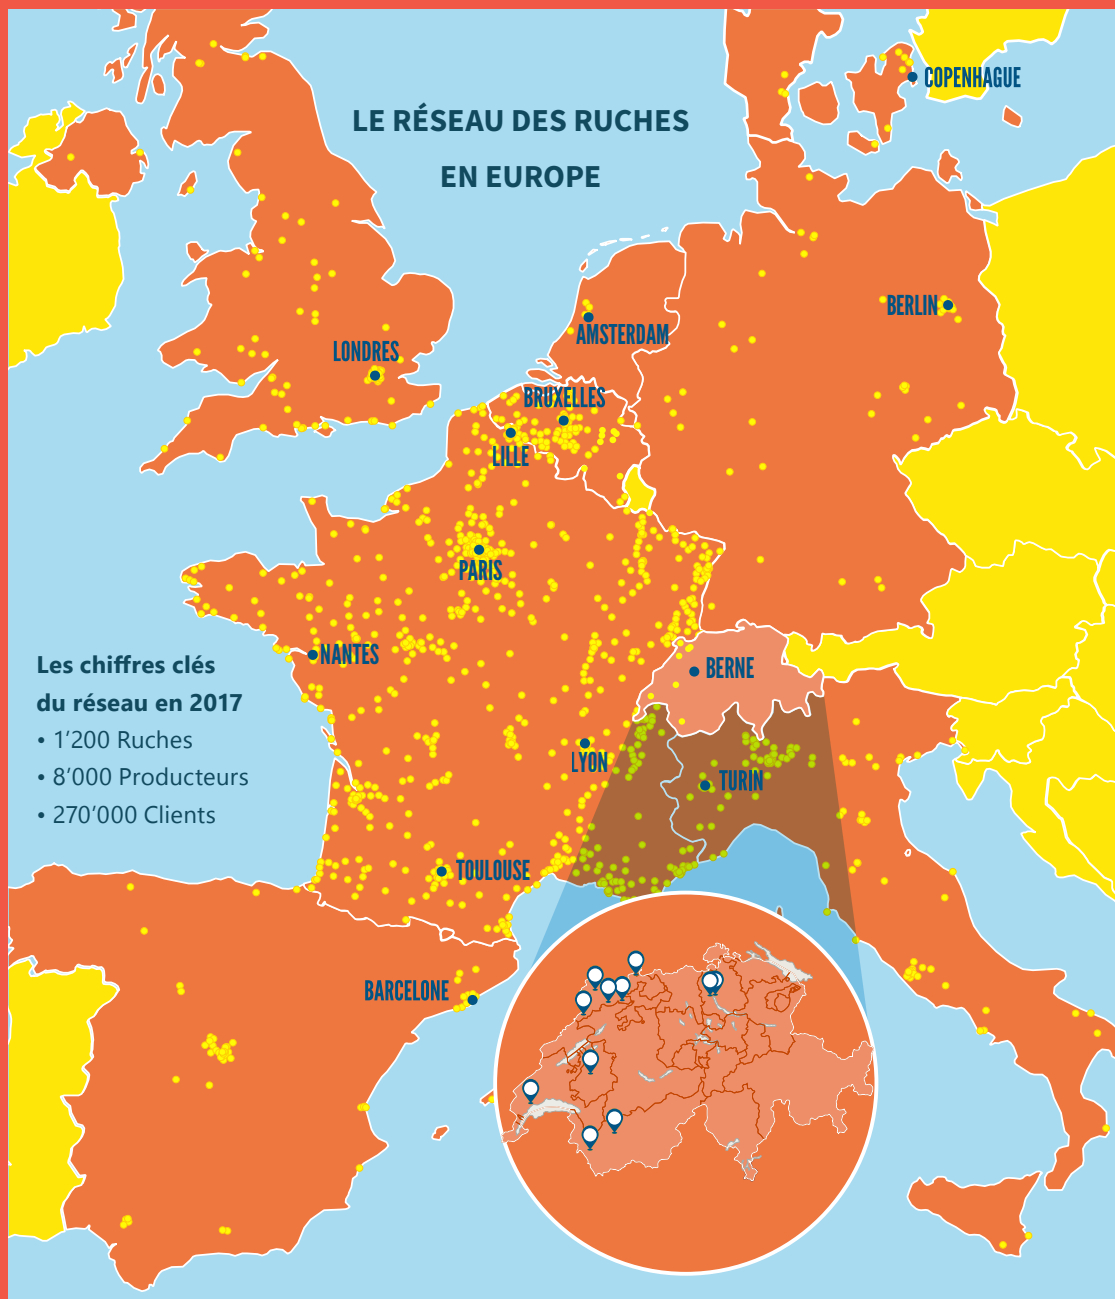 LE RÉSEAU DES RUCHES
EN EUROPE
COPENHAGUE
BERLIN
AMSTERDAM
LONDRES
BRUXELLES
LILLE
PARIS
NANTES
BERNE
Les chiffres clés
du réseau en 2017
• 1’200 Ruches
• 8’000 Producteurs
• 270’000 Clients
LYON
TURIN
TOULOUSE
BARCELONE